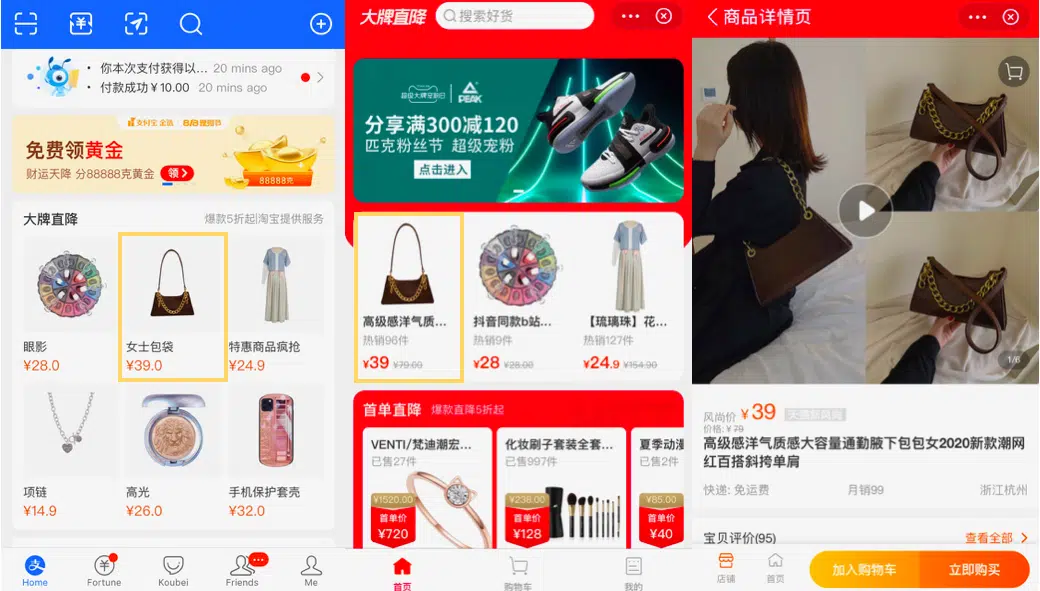 你本次支付获得以... 20 mins ago
付款成功 ¥10.00 20 mins ago
免费领黄金
财运天降 分88888克黄金 领
88888克
大牌直降
爆款5折起|淘宝提供服务
眼影
¥28.0
女士包袋
¥39.0
特惠商品疯抢
¥24.9
项链
¥14.9
高光
¥26.0
手机保护套壳
¥32.0
Home
Fortune
Koubei
Friends
Me
大牌直降
搜索好货
超级大牌宠粉日
PEAK
分享满300减120
匹克粉丝节 超级宠粉
点击进入
高级感洋气质...
热销96件
¥39 ¥79.00
抖音同款b站...
热销9件
¥28 ¥28.00
【琉璃珠】花...
热销127件
¥24.9 ¥154.90
首单直降 爆款直降5折起
VENTI/梵迪潮宏...
已售27件
¥1520.00
首单价
¥720
化妆刷子套装全套...
已售997件
¥238.00
首单价
¥128
夏季动漫
已售2件
¥85.00
首单价
¥40
首页
购物车
我的
商品详情页
1/6
风尚价 ¥39
价格: ¥79
高级感洋气质感大容量通勤腋下包包女2020新款潮网
红百搭斜挎单肩
快递: 免运费
月销99
浙江杭州
宝贝评价(95)
查看全部
店铺
首页
加入购物车
立即购买